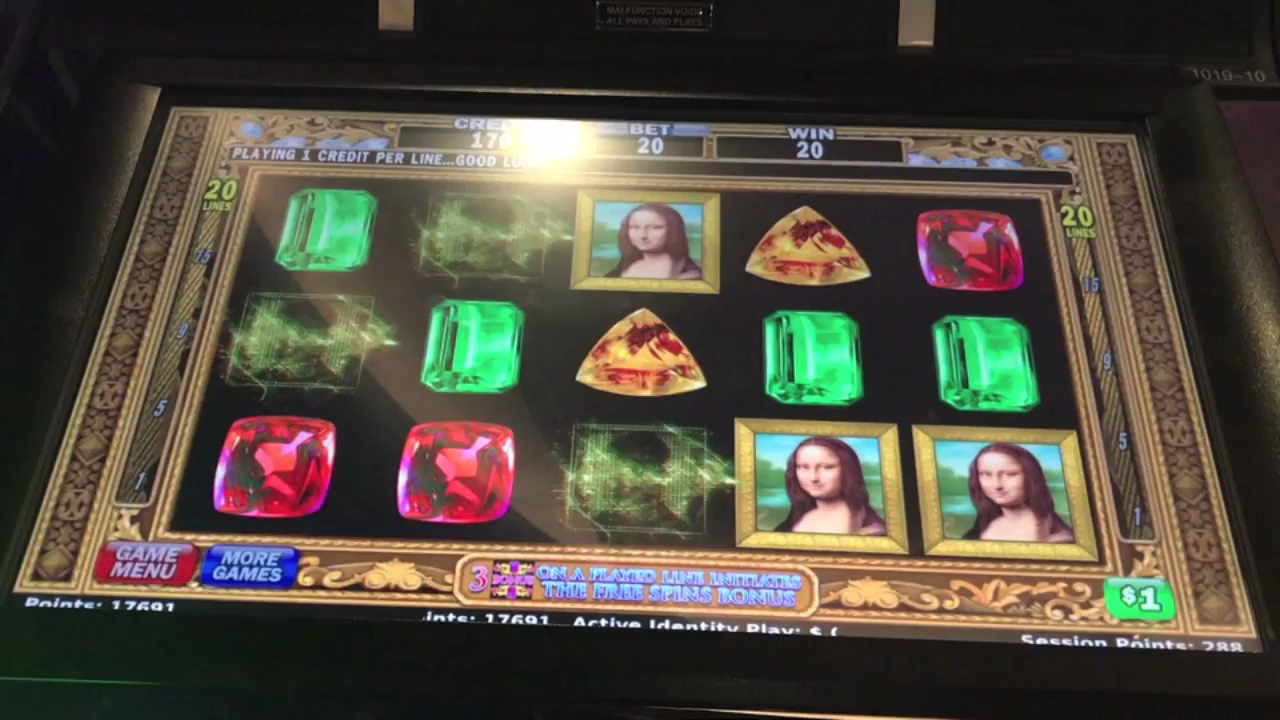 MALFUNCTION VOIDS
ALL PAYS AND PLAYS
1019-10
BET
WIN
20
20
PLAYING 1 CREDIT PER LINE...GOOD
20
LINES
20
LINES
15
15
9
9
5
5
1
1
GAME
MENU
MORE
GAMES
3 BONUS ON A PLAYED LINE INITIATES
THE FREE SPINS BONUS
$1
Points: 17691
17691 Active Identity Play: $
Session Points: 288